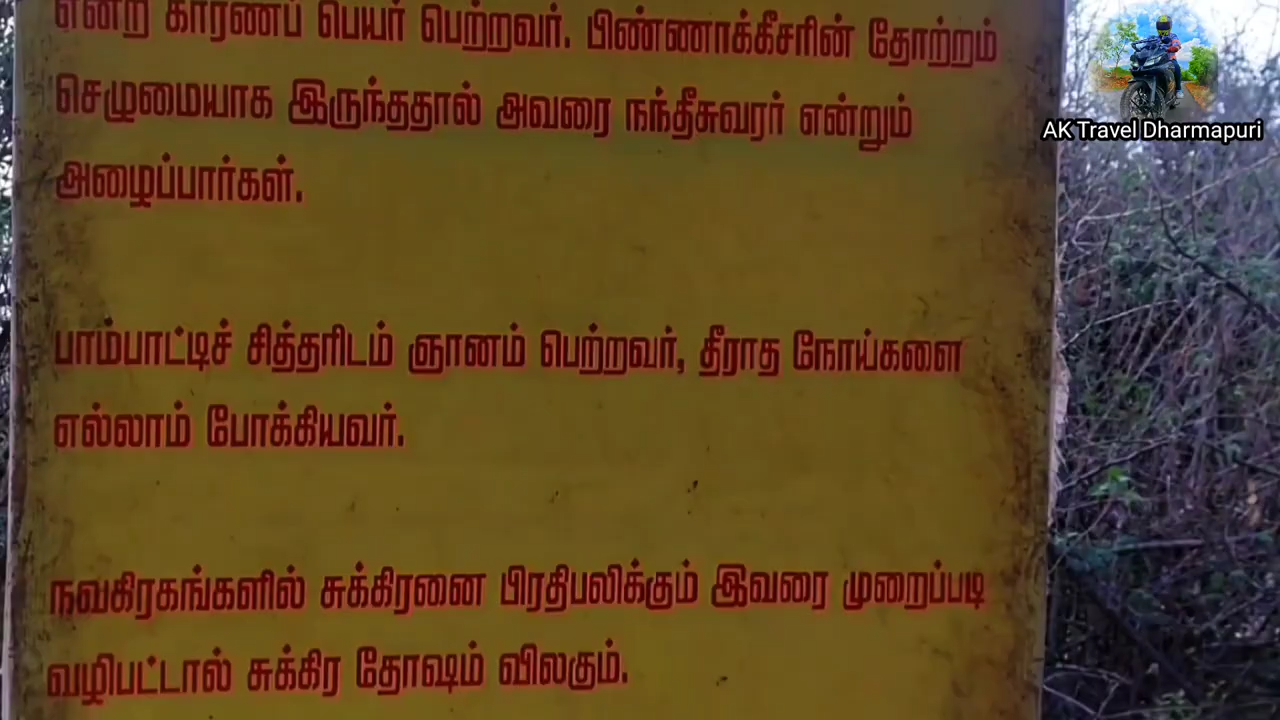 என்ற காரணப் பெயர் பெற்றவர். பிண்ணாக்கீசரின் தோற்றம்
செழுமையாக இருந்ததால் அவரை நந்தீசுவரர் என்றும்
அழைப்பார்கள்.
பாம்பாட்டிச் சித்தரிடம் ஞானம் பெற்றவர், தீராத நோய்களை
எல்லாம் போக்கியவர்.
நவகிரகங்களில் சுக்கிரனை பிரதிபலிக்கும் இவரை முறைப்படி
வழிபட்டால் சுக்கிர தோஷம் விலகும்.
AK Travel Dharmapuri